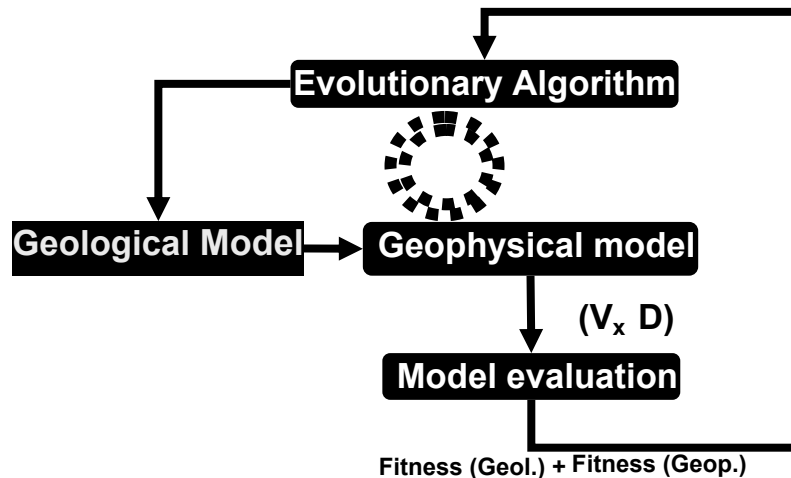 Evolutionary Algorithm
Geological Model
Geophysical model
(Vₓ D)
Model evaluation
Fitness (Geol.) + Fitness (Geop.)